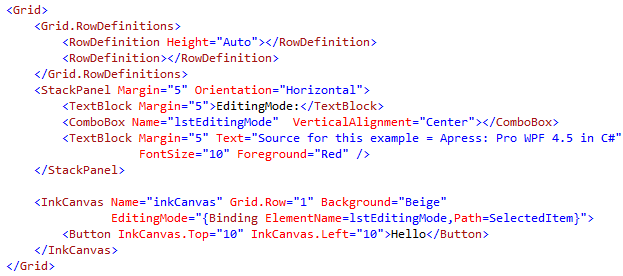 <Grid>
    <Grid.RowDefinitions>
        <RowDefinition Height="Auto"></RowDefinition>
        <RowDefinition></RowDefinition>
    </Grid.RowDefinitions>
    <StackPanel Margin="5" Orientation="Horizontal">
        <TextBlock Margin="5">EditingMode:</TextBlock>
        <ComboBox Name="lstEditingMode"  VerticalAlignment="Center"></ComboBox>
        <TextBlock Margin="5" Text="Source for this example = Apress: Pro WPF 4.5 in C#"
                   FontSize="10" Foreground="Red" />
    </StackPanel>

    <InkCanvas Name="inkCanvas" Grid.Row="1" Background="Beige"
               EditingMode="{Binding ElementName=lstEditingMode,Path=SelectedItem}">
        <Button InkCanvas.Top="10" InkCanvas.Left="10">Hello</Button>
    </InkCanvas>
</Grid>